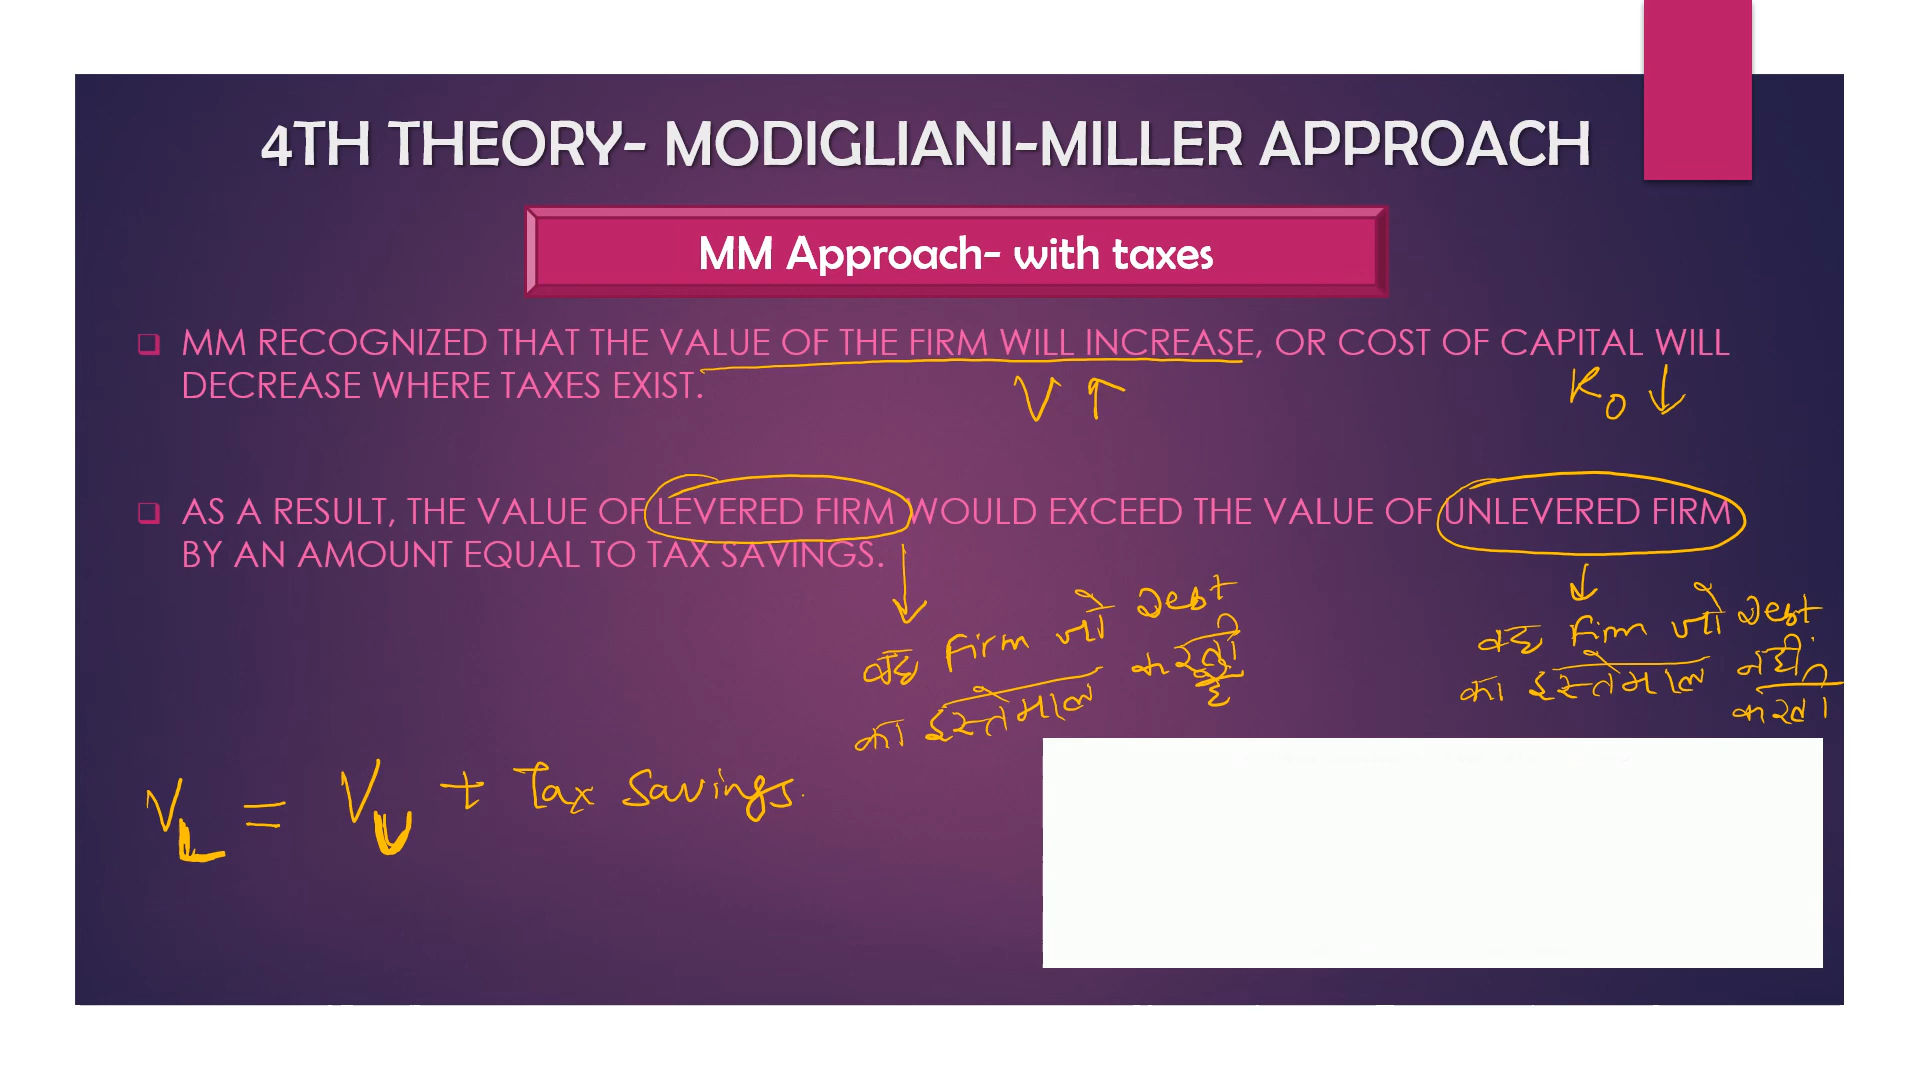 4TH THEORY- MODIGLIANI-MILLER APPROACH
MM Approach- with taxes
MM RECOGNIZED THAT THE VALUE OF THE FIRM WILL INCREASE, OR COST OF CAPITAL WILL
DECREASE WHERE TAXES EXIST.
V ↑
K₀ ↓
AS A RESULT, THE VALUE OF LEVERED FIRM WOULD EXCEED THE VALUE OF UNLEVERED FIRM
BY AN AMOUNT EQUAL TO TAX SAVINGS.
वह Firm जो Debt
का इस्तेमाल करती
है
वह Firm जो Debt
का इस्तेमाल नहीं
करती
V_L = V_U + Tax Savings.